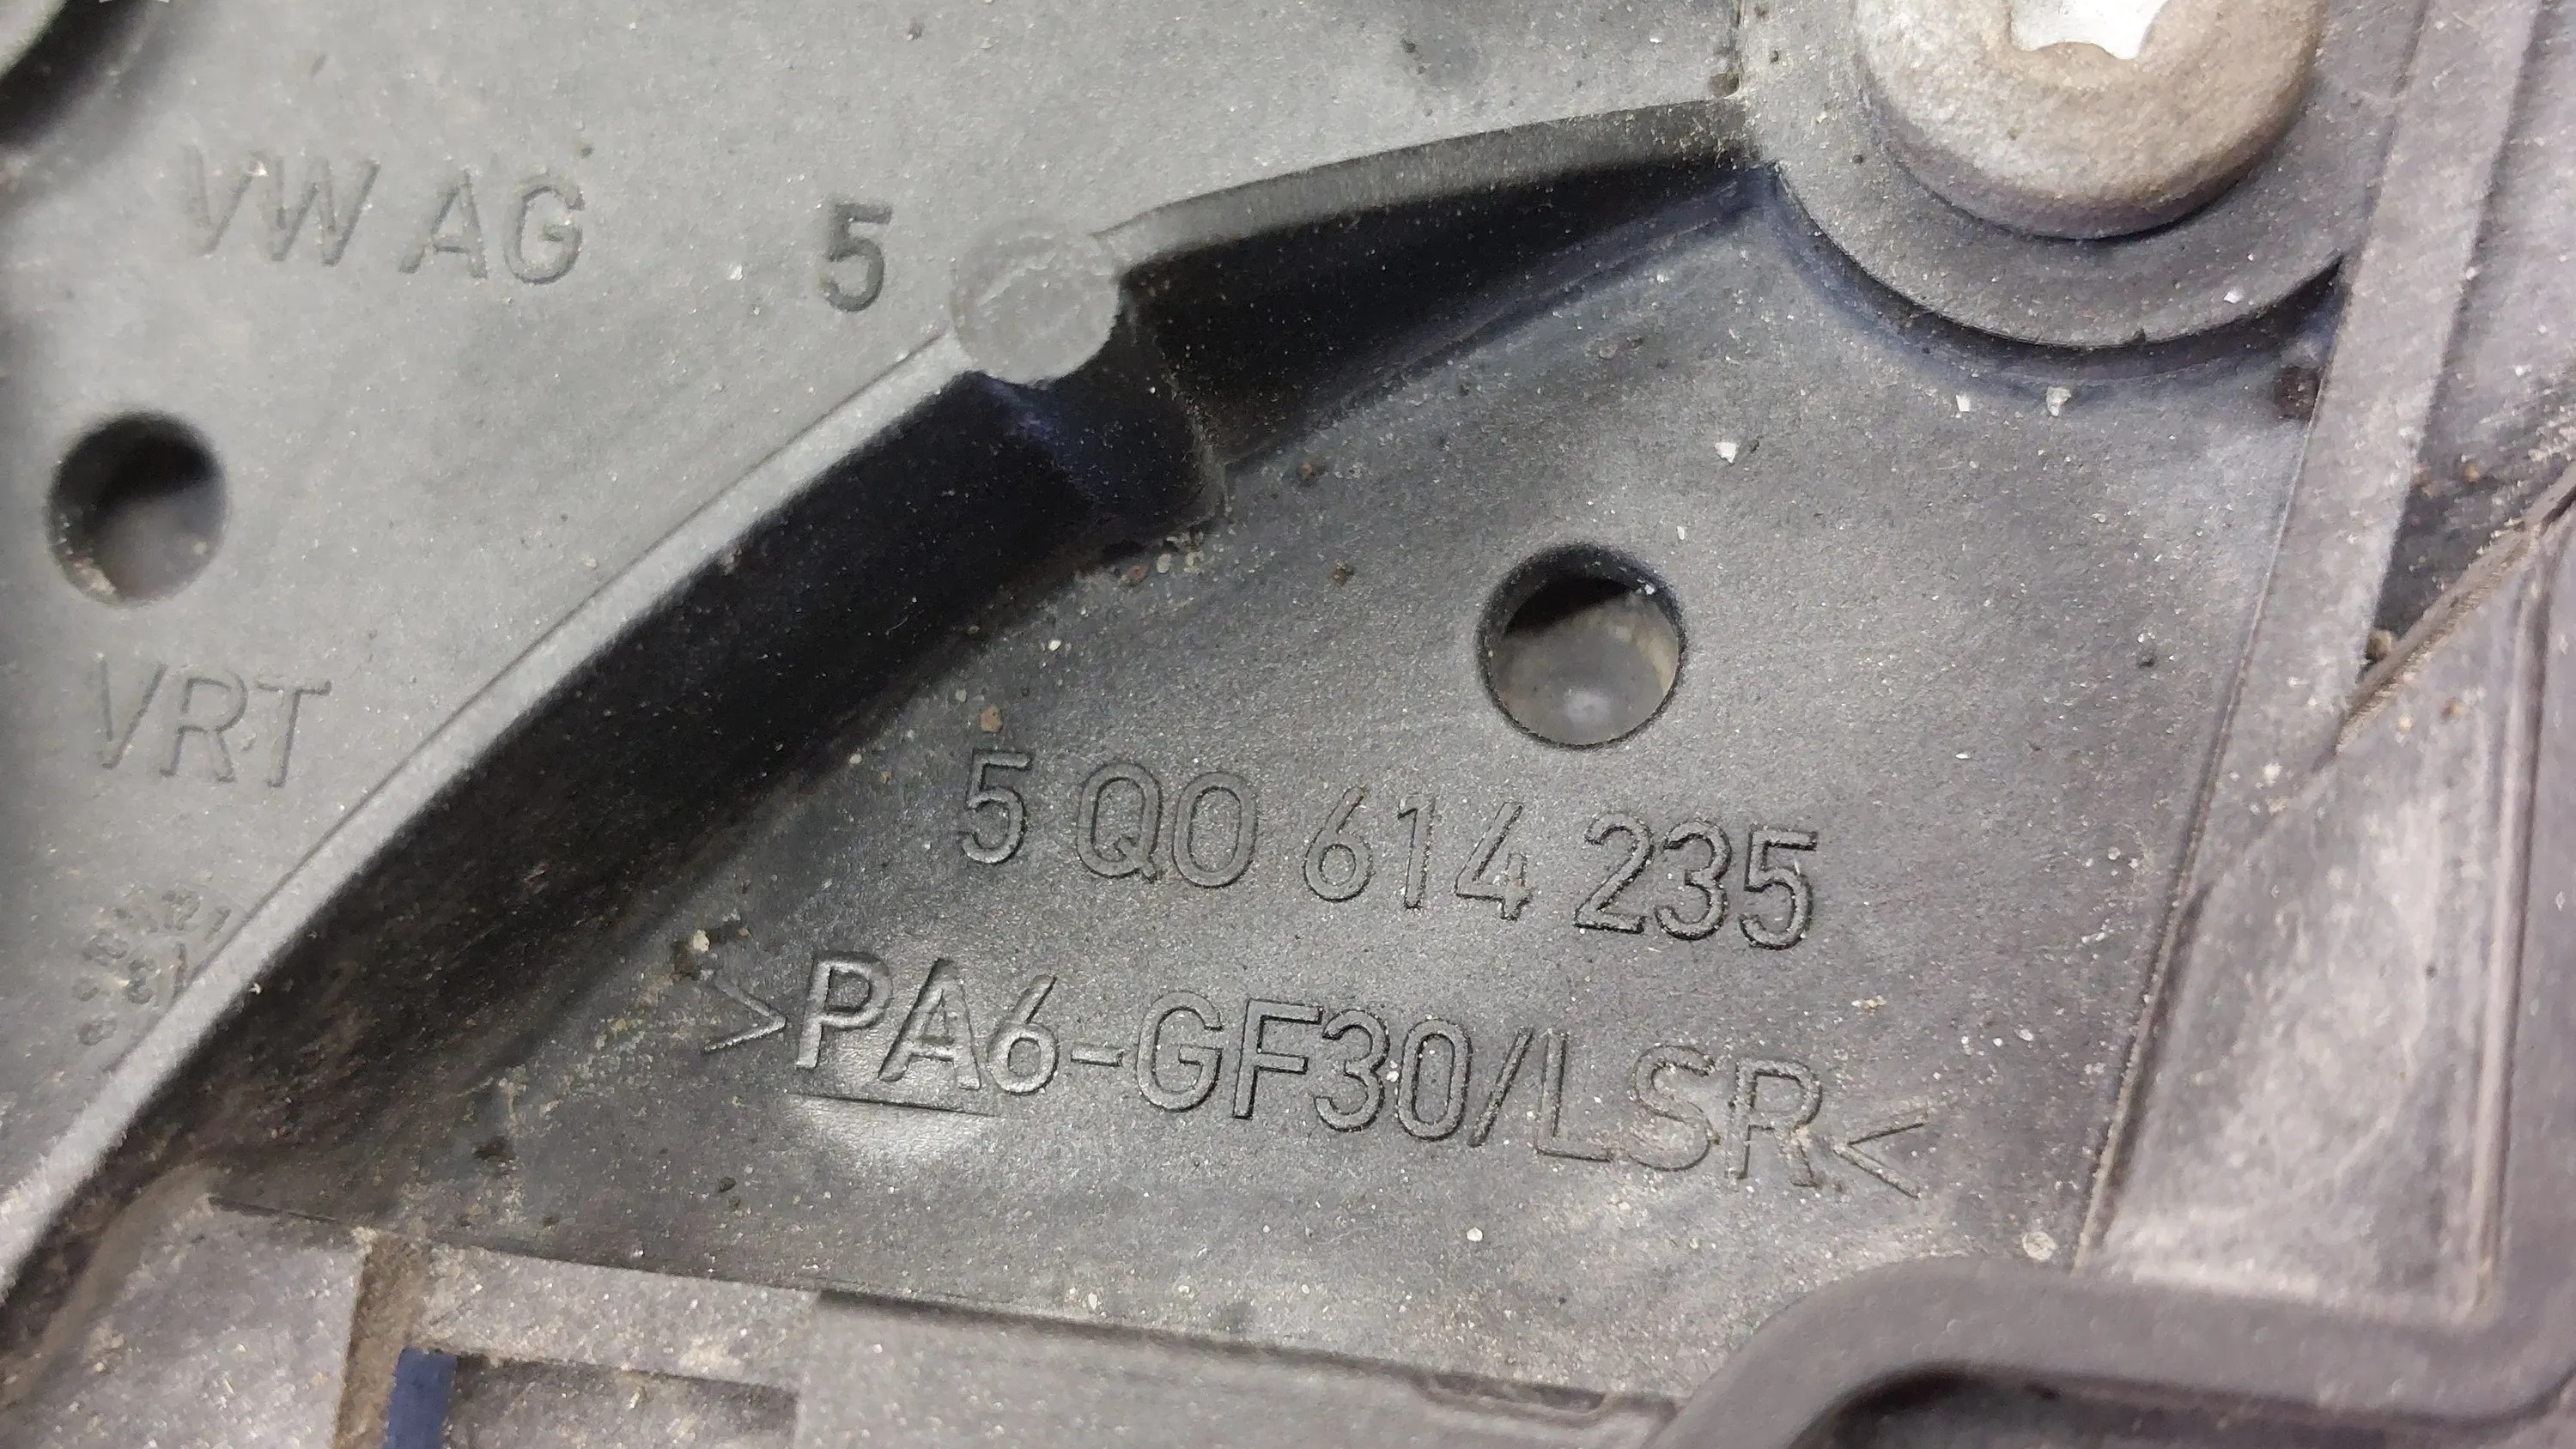 VW AG
5
VRT
5Q0 614 235
>PA6-GF30/LSR<